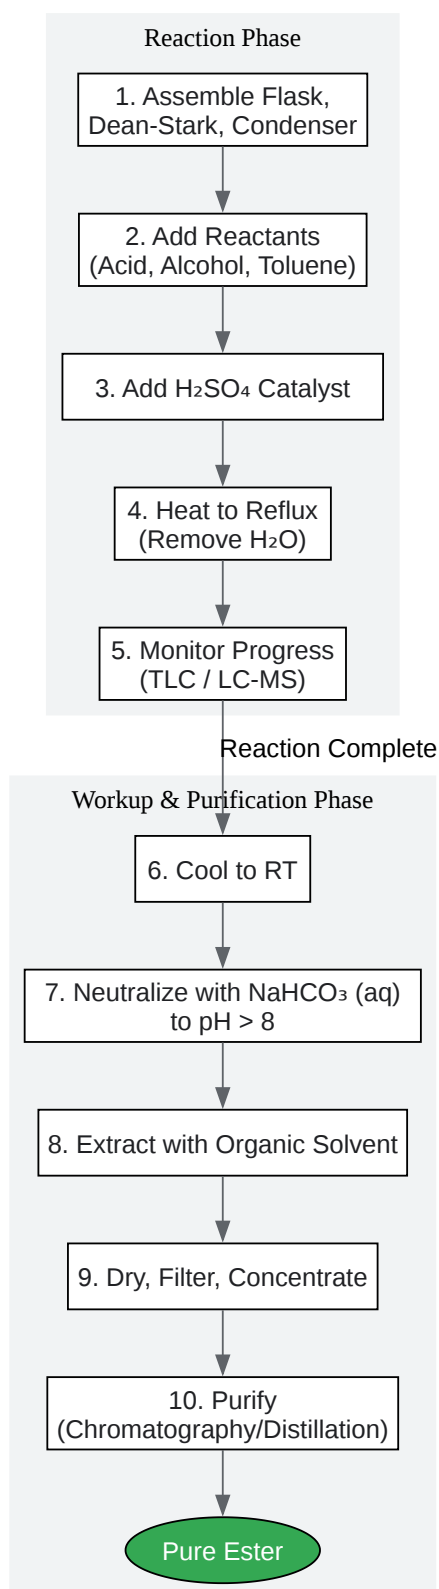 Reaction Phase
1. Assemble Flask,
Dean-Stark, Condenser
2. Add Reactants
(Acid, Alcohol, Toluene)
3. Add H₂SO₄ Catalyst
4. Heat to Reflux
(Remove H₂O)
5. Monitor Progress
(TLC / LC-MS)
Reaction Complete
Workup & Purification Phase
6. Cool to RT
7. Neutralize with NaHCO₃ (aq)
to pH > 8
8. Extract with Organic Solvent
9. Dry, Filter, Concentrate
10. Purify
(Chromatography/Distillation)
Pure Ester